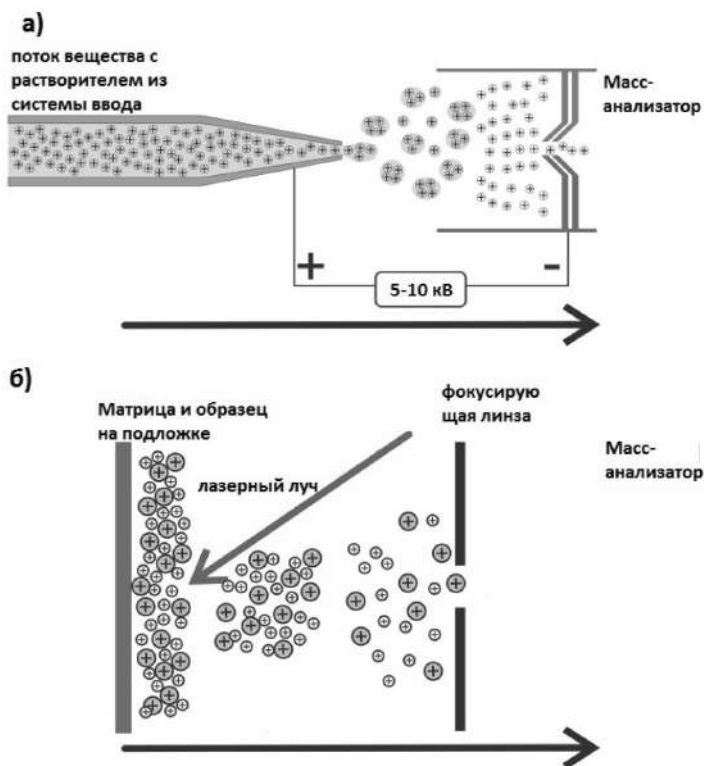 а)
поток вещества с
растворителем из
системы ввода
Масс-
анализатор
+
-
5-10 кВ
б)
Матрица и образец
на подложке
фокусирую
щая линза
Масс-
анализатор
лазерный луч